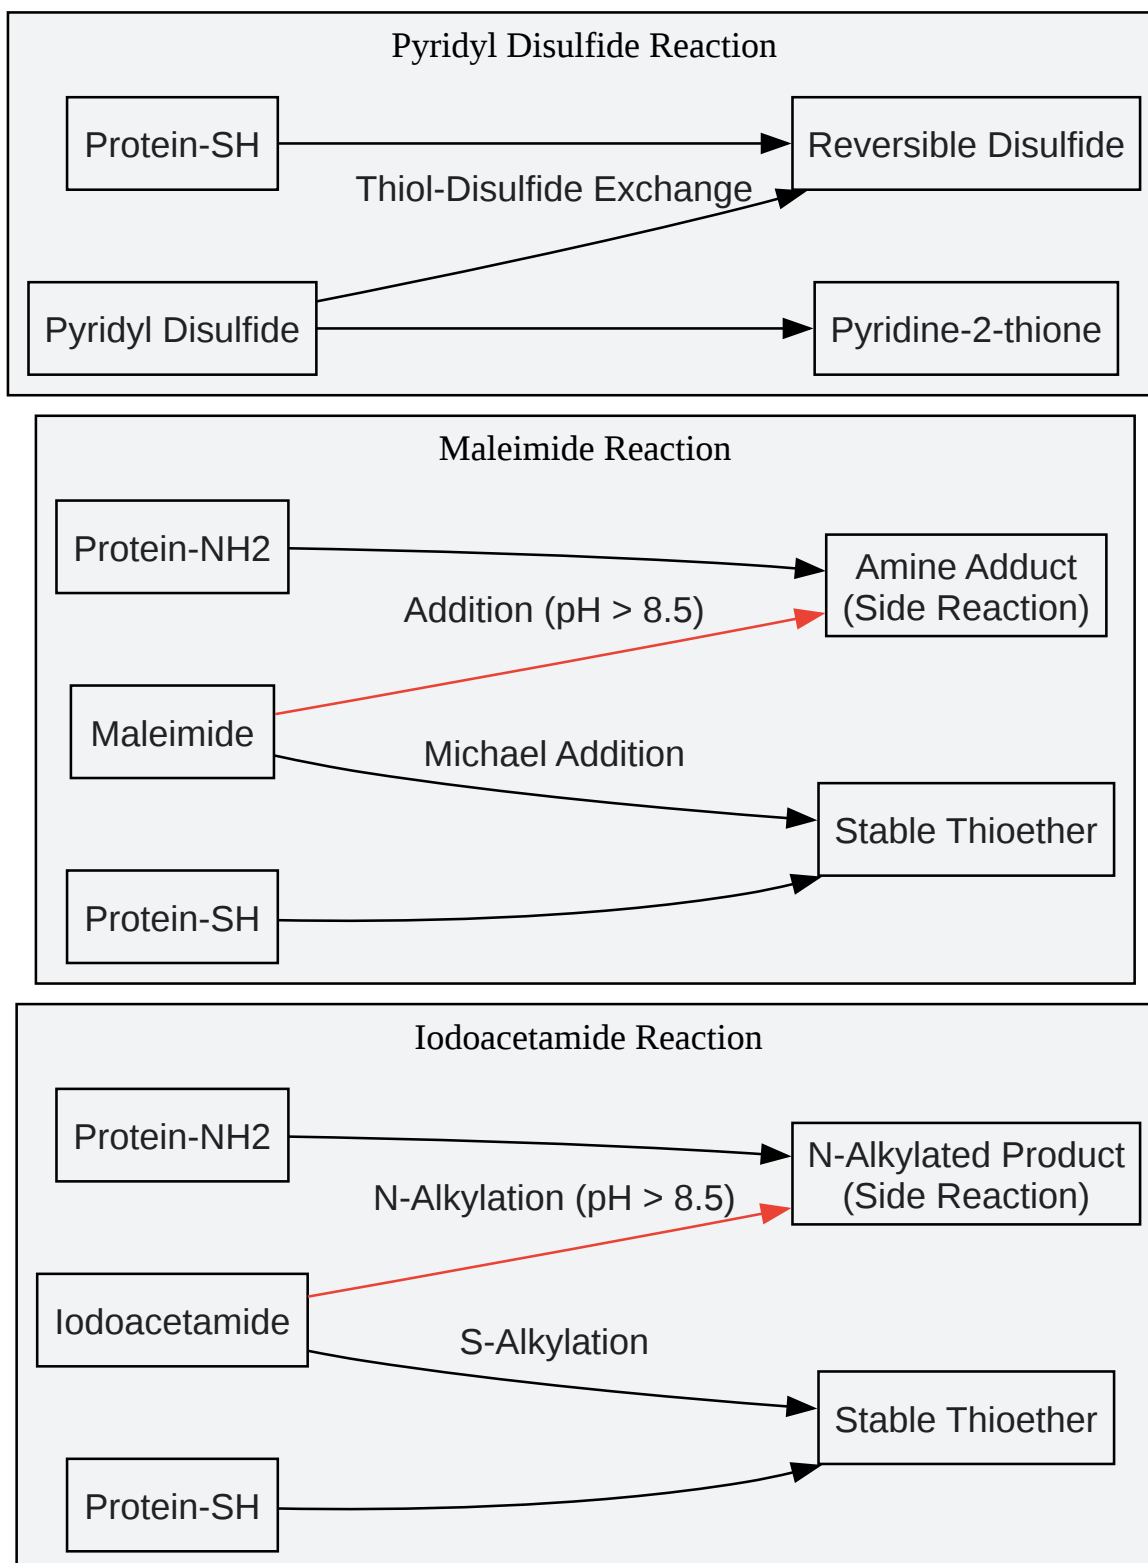 Pyridyl Disulfide Reaction
Protein-SH
Reversible Disulfide
Thiol-Disulfide Exchange
Pyridyl Disulfide
Pyridine-2-thione
Maleimide Reaction
Protein-NH2
Amine Adduct
(Side Reaction)
Addition (pH > 8.5)
Maleimide
Michael Addition
Stable Thioether
Protein-SH
Iodoacetamide Reaction
Protein-NH2
N-Alkylated Product
(Side Reaction)
N-Alkylation (pH > 8.5)
Iodoacetamide
S-Alkylation
Stable Thioether
Protein-SH